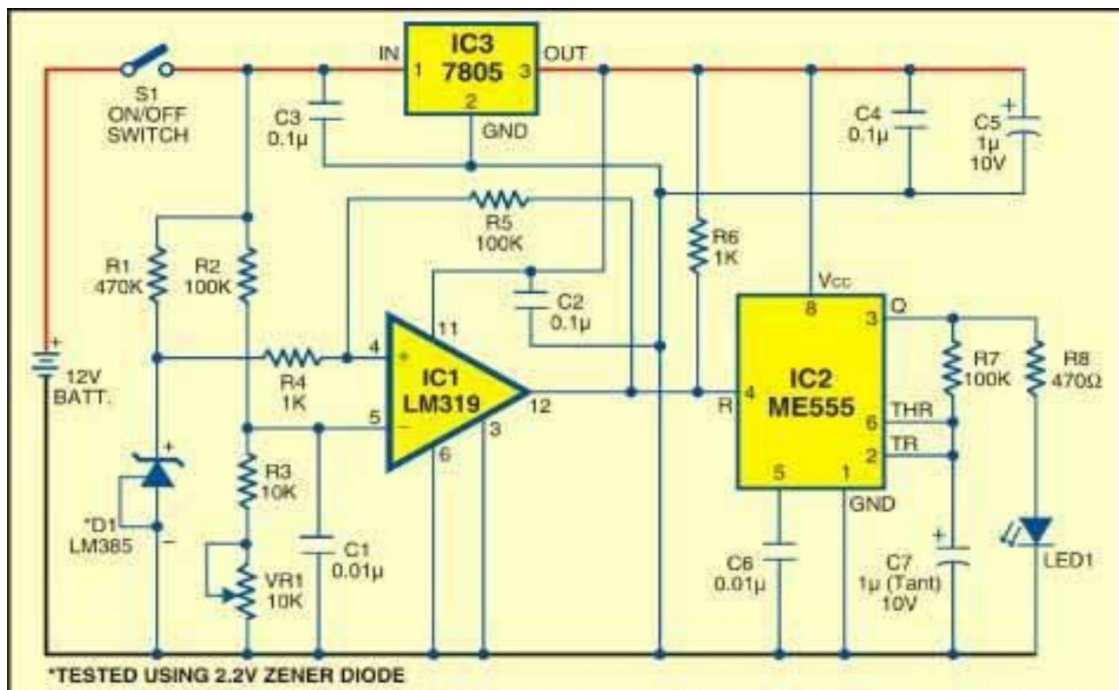 IC3
7805
IN
1
2
3
OUT
GND
S1
ON/OFF
SWITCH
C3
0.1µ
C4
0.1µ
+
C5
1µ
10V
R5
100K
R6
1K
R1
470K
R2
100K
C2
0.1µ
VCC
8
3
Q
+
12V
BATT.
R4
1K
4
+
11
IC1
LM319
12
5
−
6
3
R
4
IC2
ME555
R7
100K
R8
470Ω
6
THR
2
TR
5
1
GND
+
*D1
LM385
−
R3
10K
VR1
10K
C1
0.01µ
C6
0.01µ
+
C7
1µ (Tant)
10V
LED1
*TESTED USING 2.2V ZENER DIODE